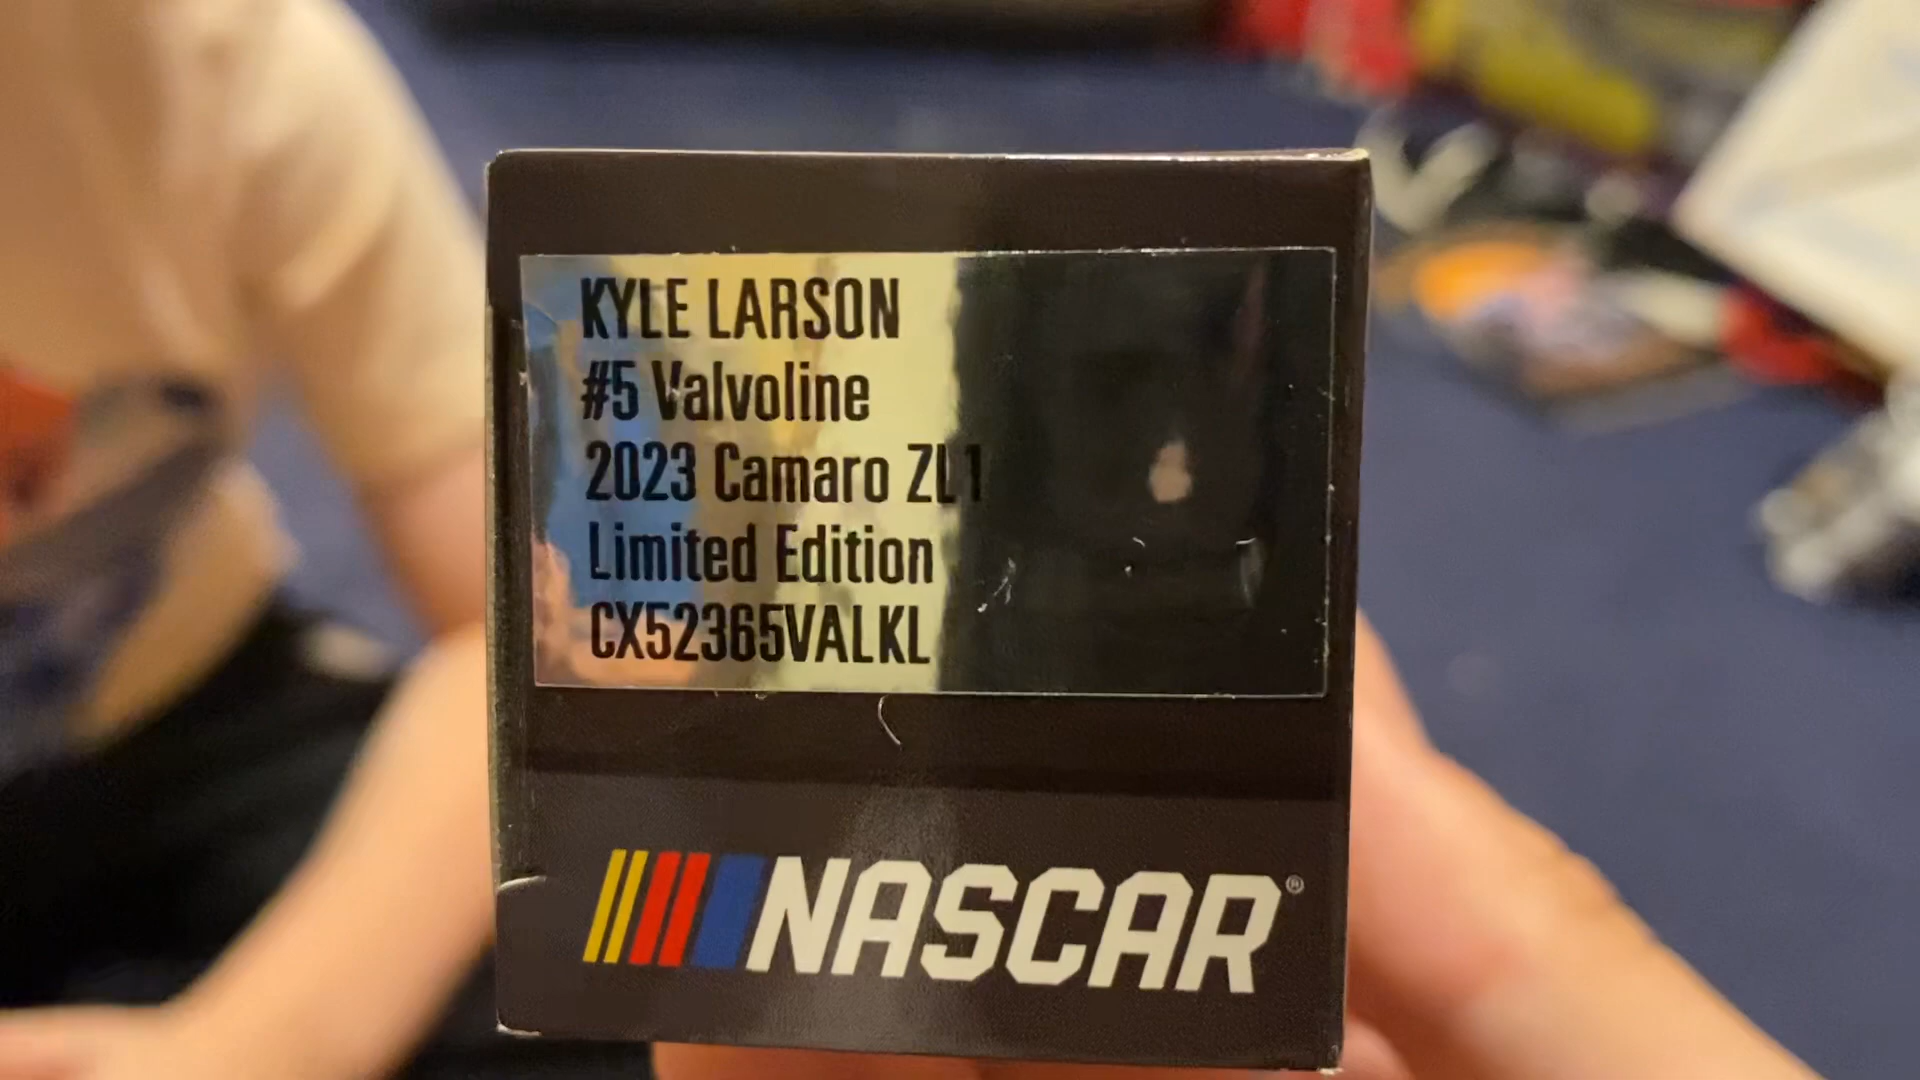 KYLE LARSON
#5 Valvoline
2023 Camaro ZL1
Limited Edition
CX52365VALKL
NASCAR®